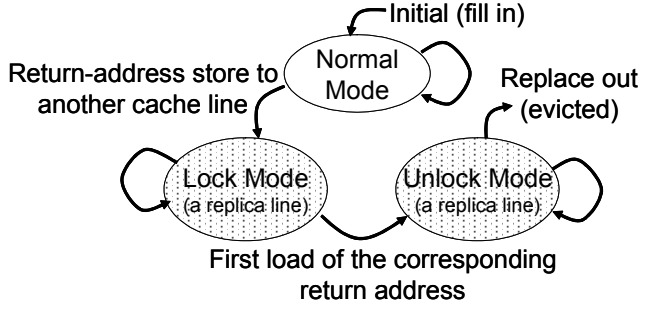 Initial (fill in)
Normal
Mode
Return-address store to
another cache line
Replace out
(evicted)
Lock Mode
(a replica line)
Unlock Mode
(a replica line)
First load of the corresponding
return address